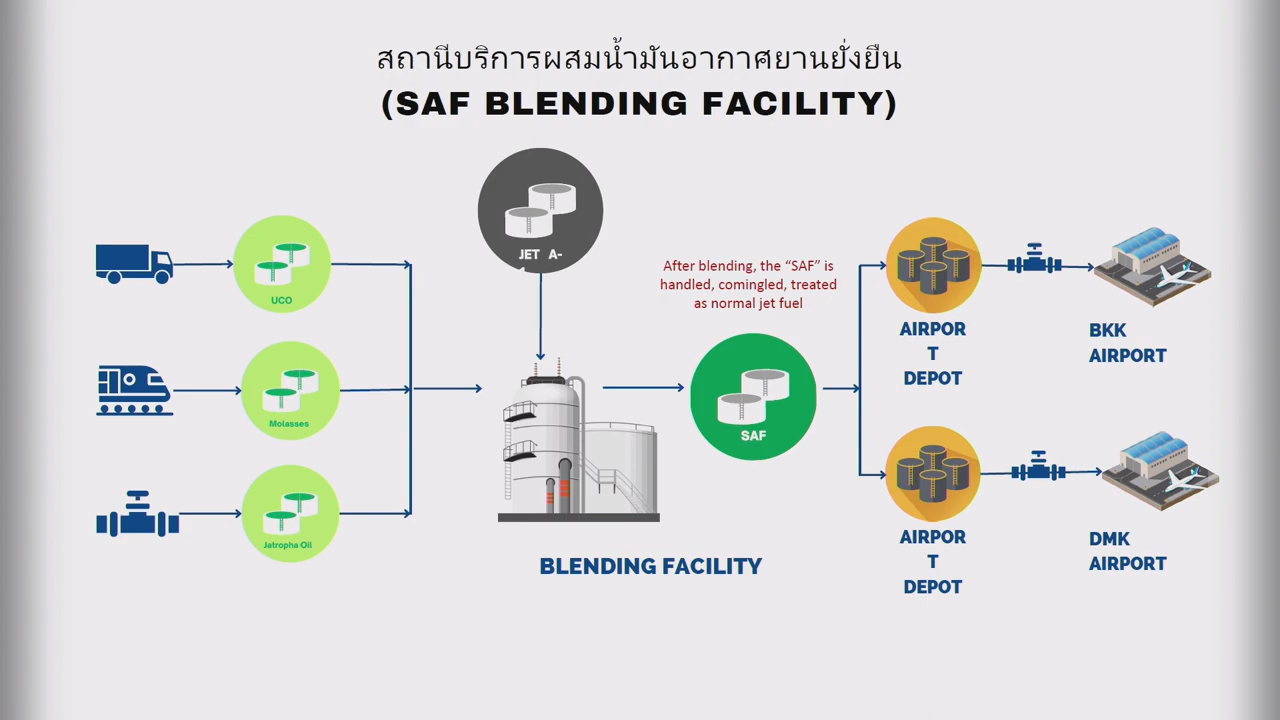 สถานีบริการผสมน้ำมันอากาศยานยั่งยืน
(SAF BLENDING FACILITY)
JET A-
UCO
After blending, the “SAF” is
handled, comingled, treated
as normal jet fuel
AIRPOR
T
DEPOT
BKK
AIRPORT
Molasses
SAF
Jatropha Oil
AIRPOR
T
DEPOT
DMK
AIRPORT
BLENDING FACILITY